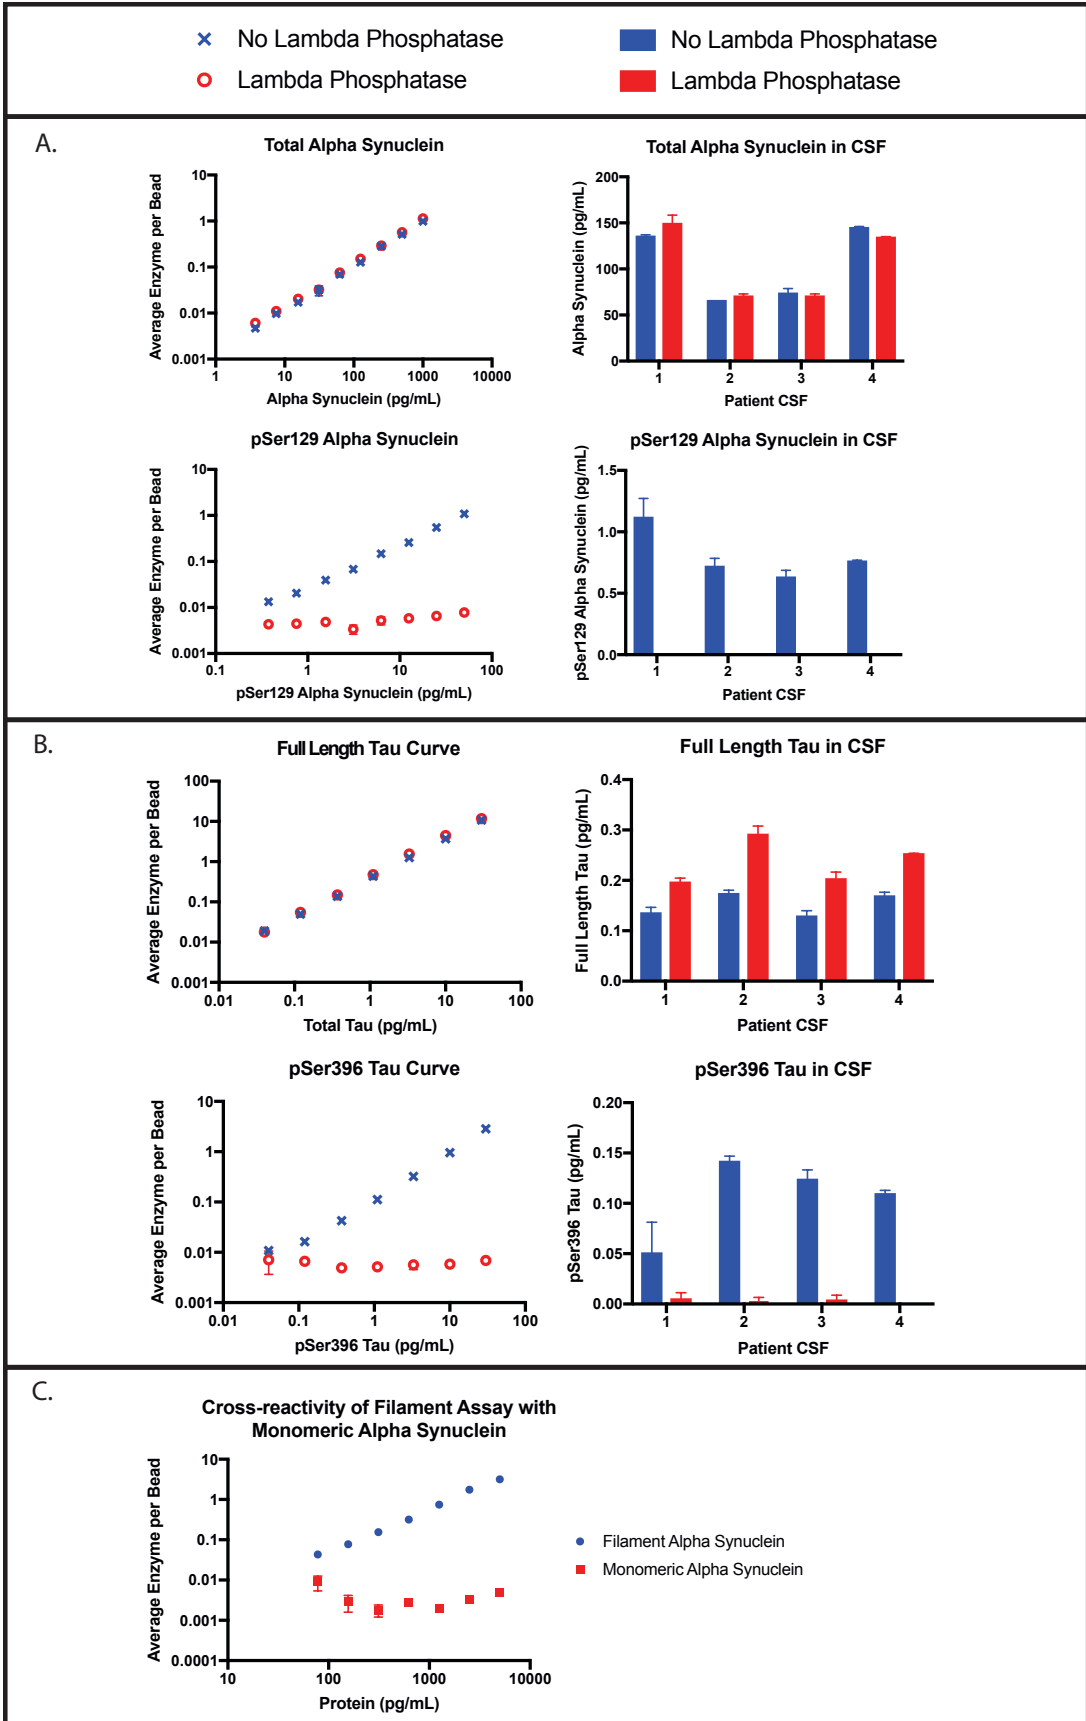 No Lambda Phosphatase
Lambda Phosphatase
No Lambda Phosphatase
Lambda Phosphatase
A.
Total Alpha Synuclein
Average Enzyme per Bead
10
1
0.1
0.01
0.001
1
10
100
1000
10000
Alpha Synuclein (pg/mL)
Total Alpha Synuclein in CSF
Alpha Synuclein (pg/mL)
200
150
100
50
0
1
2
3
4
Patient CSF
pSer129 Alpha Synuclein
Average Enzyme per Bead
10
1
0.1
0.01
0.001
0.1
1
10
100
pSer129 Alpha Synuclein (pg/mL)
pSer129 Alpha Synuclein in CSF
pSer129 Alpha Synuclein (pg/mL)
1.5
1.0
0.5
0.0
1
2
3
4
Patient CSF
B.
Full Length Tau Curve
Average Enzyme per Bead
100
10
1
0.1
0.01
0.001
0.01
0.1
1
10
100
Total Tau (pg/mL)
Full Length Tau in CSF
Full Length Tau (pg/mL)
0.4
0.3
0.2
0.1
0.0
1
2
3
4
Patient CSF
pSer396 Tau Curve
Average Enzyme per Bead
10
1
0.1
0.01
0.001
0.01
0.1
1
10
100
pSer396 Tau (pg/mL)
pSer396 Tau in CSF
pSer396 Tau (pg/mL)
0.20
0.15
0.10
0.05
0.00
1
2
3
4
Patient CSF
C.
Cross-reactivity of Filament Assay with
Monomeric Alpha Synuclein
Average Enzyme per Bead
10
1
0.1
0.01
0.001
0.0001
10
100
1000
10000
Protein (pg/mL)
Filament Alpha Synuclein
Monomeric Alpha Synuclein